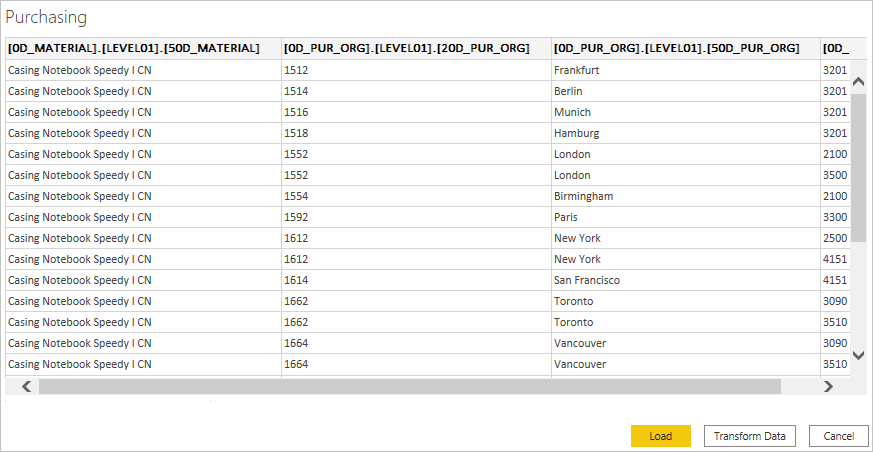 Purchasing
[0D_MATERIAL].[LEVEL01].[50D_MATERIAL] [0D_PUR_ORG].[LEVEL01].[20D_PUR_ORG] [0D_PUR_ORG].[LEVEL01].[50D_PUR_ORG] [0D_
Casing Notebook Speedy I CN 1512 Frankfurt 3201
Casing Notebook Speedy I CN 1514 Berlin 3201
Casing Notebook Speedy I CN 1516 Munich 3201
Casing Notebook Speedy I CN 1518 Hamburg 3201
Casing Notebook Speedy I CN 1552 London 2100
Casing Notebook Speedy I CN 1552 London 3500
Casing Notebook Speedy I CN 1554 Birmingham 2100
Casing Notebook Speedy I CN 1592 Paris 3300
Casing Notebook Speedy I CN 1612 New York 2500
Casing Notebook Speedy I CN 1612 New York 4151
Casing Notebook Speedy I CN 1614 San Francisco 4151
Casing Notebook Speedy I CN 1662 Toronto 3090
Casing Notebook Speedy I CN 1662 Toronto 3510
Casing Notebook Speedy I CN 1664 Vancouver 3090
Casing Notebook Speedy I CN 1664 Vancouver 3510
Load Transform Data Cancel